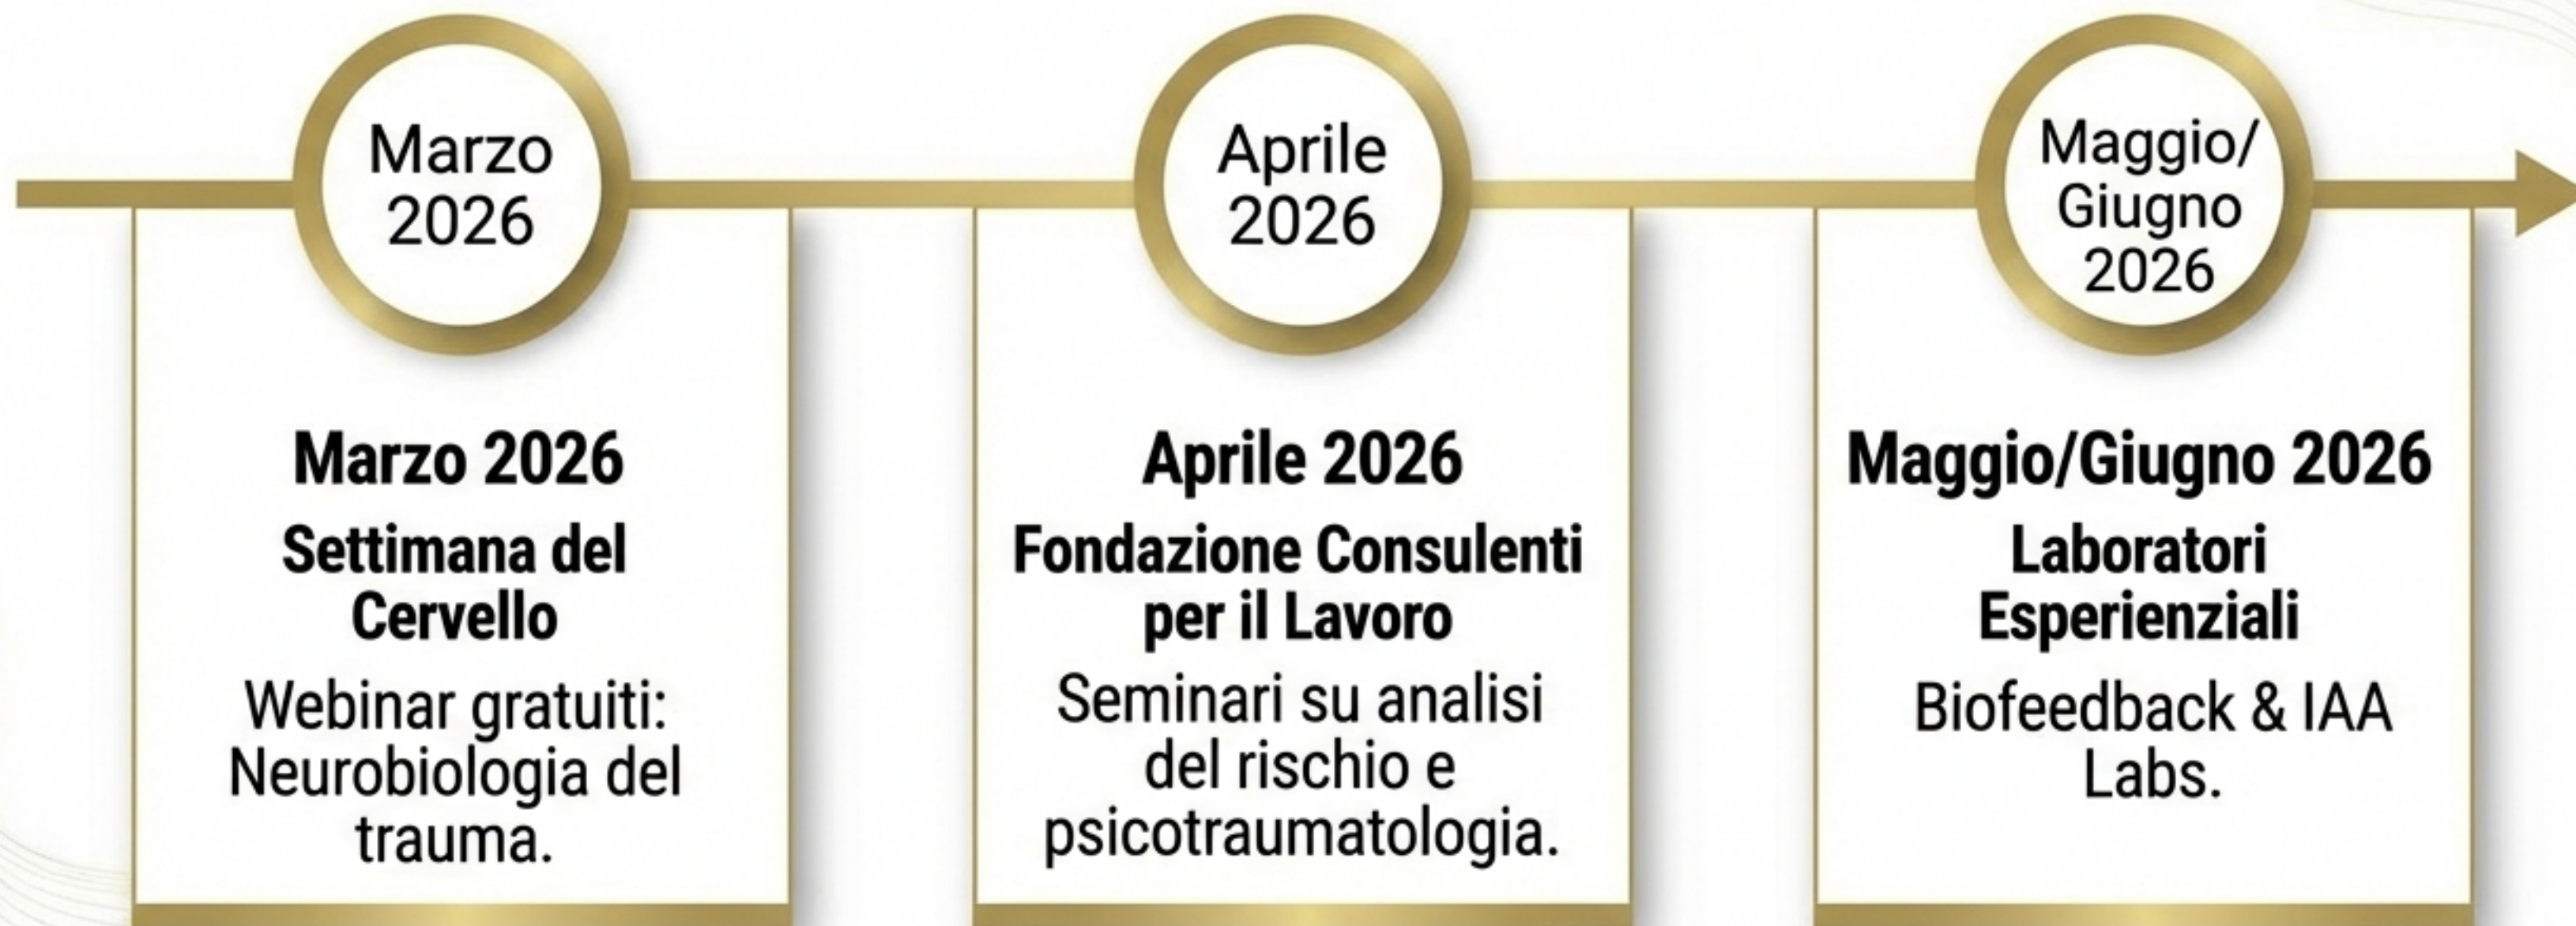 Marzo
2026
Aprile
2026
Maggio/
Giugno
2026
Marzo 2026
Settimana del
Cervello
Webinar gratuiti:
Neurobiologia del
trauma.
Aprile 2026
Fondazione Consulenti
per il Lavoro
Seminari su analisi
del rischio e
psicotraumatologia.
Maggio/Giugno 2026
Laboratori
Esperienziali
Biofeedback & IAA
Labs.